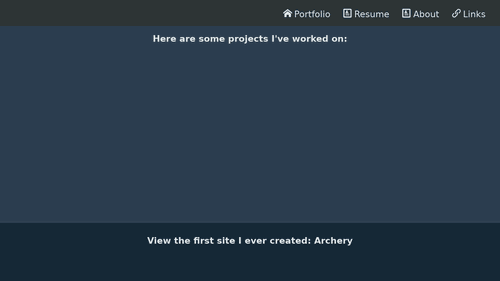 Portfolio Resume About Links
Here are some projects I've worked on:
View the first site I ever created: Archery